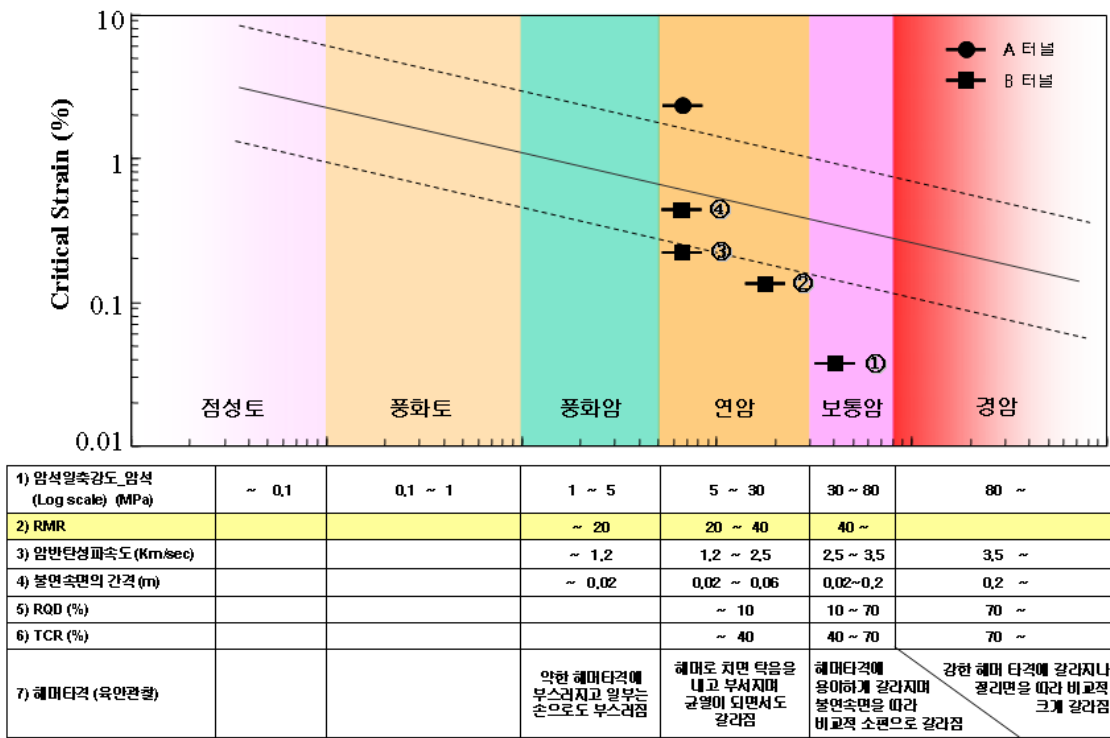 10
1
0.1
0.01
Critical Strain (%)
A 터널
B 터널
④
③
②
①
점성토 풍화토 풍화암 연암 보통암 경암
1) 암석일축강도_암석
(Log scale) (MPa)
~ 0.1 0.1 ~ 1 1 ~ 5 5 ~ 30 30 ~ 80 80 ~
2) RMR ~ 20 20 ~ 40 40 ~
3) 암반탄성파속도(Km/sec) ~ 1.2 1.2 ~ 2.5 2.5 ~ 3.5 3.5 ~
4) 불연속면의 간격(m) ~ 0.02 0.02 ~ 0.06 0.02~0.2 0.2 ~
5) RQD (%) ~ 10 10 ~ 70 70 ~
6) TCR (%) ~ 40 40 ~ 70 70 ~
7) 해머타격 (육안관찰)
약한 해머타격에
부스러지고 일부는
손으로도 부스러짐
해머로 치면 탁음을
내고 부서지며
균열이 되면서도
갈라짐
해머타격에
용이하게 갈라지며
불연속면을 따라
비교적 소편으로 갈라짐
강한 해머 타격에 갈라지나
절리면을 따라 비교적
크게 갈라짐